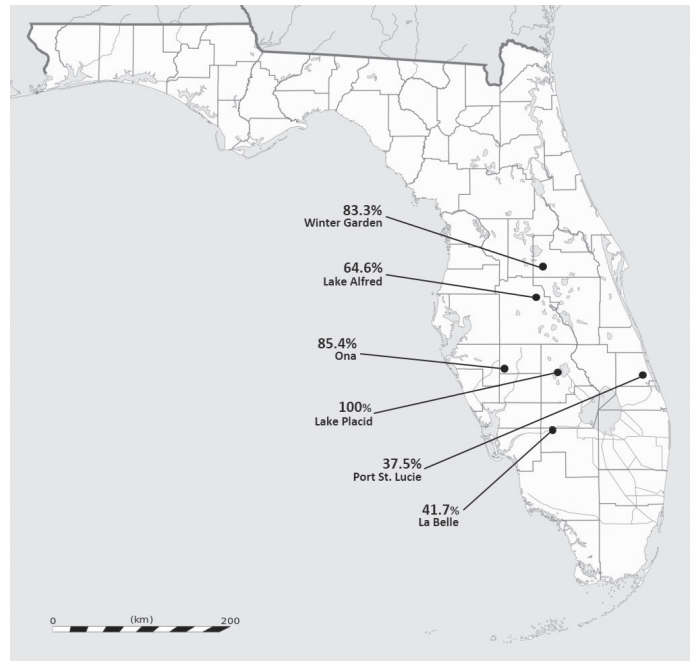 83.3%
Winter Garden
64.6%
Lake Alfred
85.4%
Ona
100%
Lake Placid
37.5%
Port St. Lucie
41.7%
La Belle
0 (km) 200